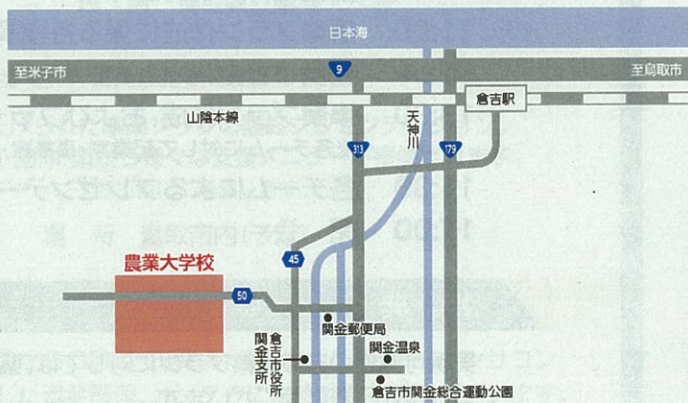 日本海
至米子市
9
至鳥取市
山陰本線
倉吉駅
天神川
313
179
45
農業大学校
50
関金郵便局
倉吉市役所
関金支所
関金温泉
倉吉市関金総合運動公園